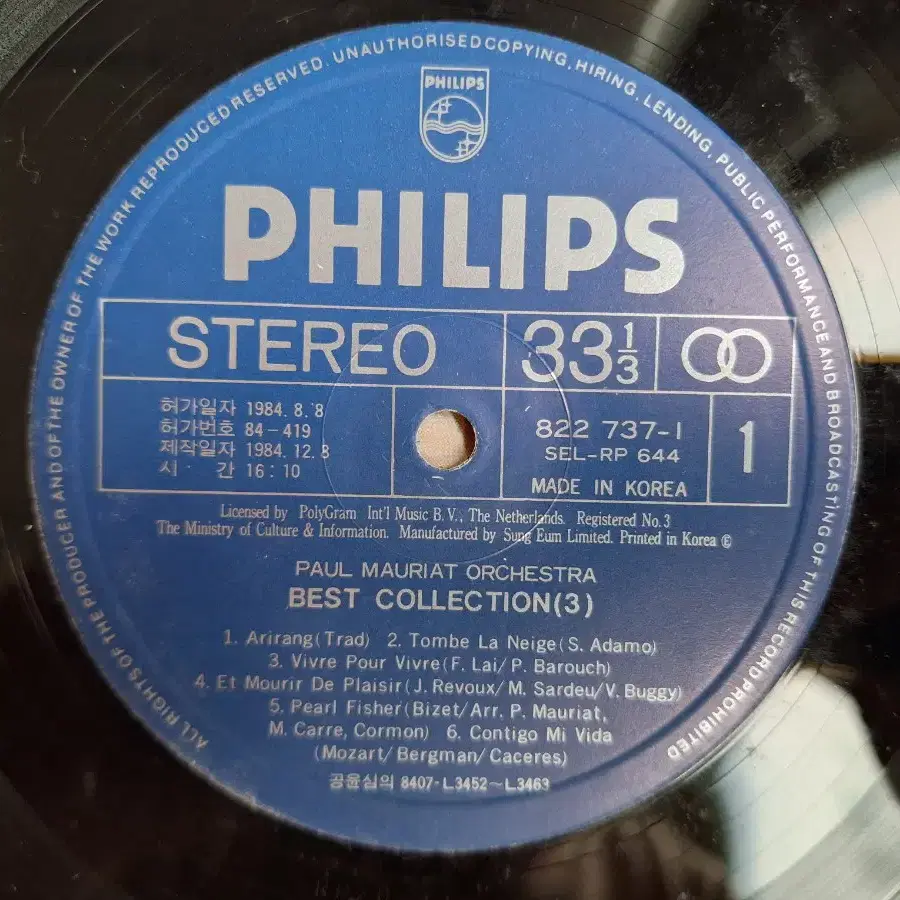 ALL RIGHTS OF THE PRODUCER AND OF THE OWNER OF THE WORK REPRODUCED RESERVED. UNAUTHORISED COPYING, HIRING, LENDING, PUBLIC PERFORMANCE AND BROADCASTING OF THIS RECORD PROHIBITED
PHILIPS
PHILIPS
STEREO
33 1/3
허가일자 1984. 8. 8
허가번호 84-419
제작일자 1984. 12. 8
시 간 16:10
822 737-1
SEL-RP 644
MADE IN KOREA
1
Licensed by PolyGram Int'l Music B.V., The Netherlands. Registered No.3
The Ministry of Culture & Information. Manufactured by Sung Eum Limited. Printed in Korea Ⓔ
PAUL MAURIAT ORCHESTRA
BEST COLLECTION(3)
1. Arirang(Trad) 2. Tombe La Neige(S. Adamo)
3. Vivre Pour Vivre(F. Lai/P. Barouch)
4. Et Mourir De Plaisir(J. Revoux/M. Sardeu/V. Buggy)
5. Pearl Fisher(Bizet/Arr. P. Mauriat,
M. Carre, Cormon) 6. Contigo Mi Vida
(Mozart/Bergman/Caceres)
공윤심의 8407-L3452~L3463